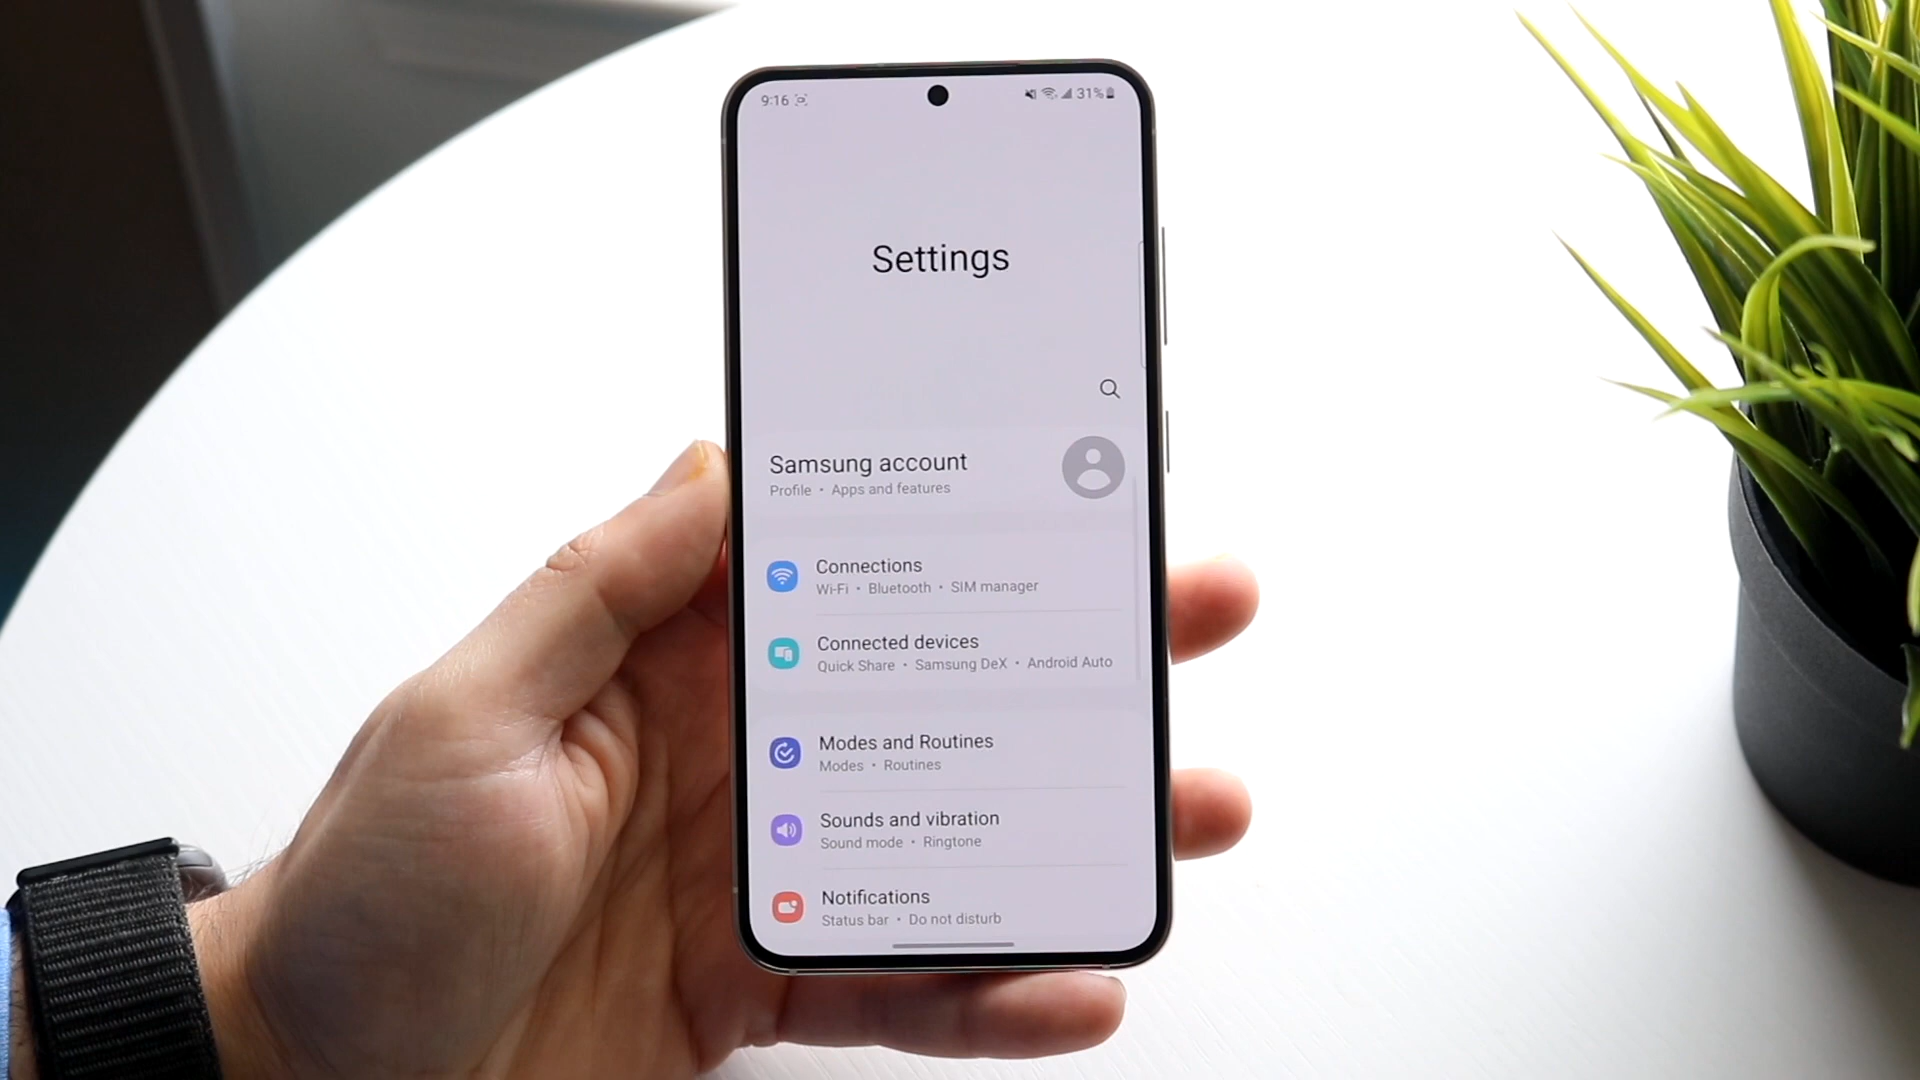 9:16 31%
Settings
Samsung account
Profile • Apps and features
Connections
Wi-Fi • Bluetooth • SIM manager
Connected devices
Quick Share • Samsung DeX • Android Auto
Modes and Routines
Modes • Routines
Sounds and vibration
Sound mode • Ringtone
Notifications
Status bar • Do not disturb